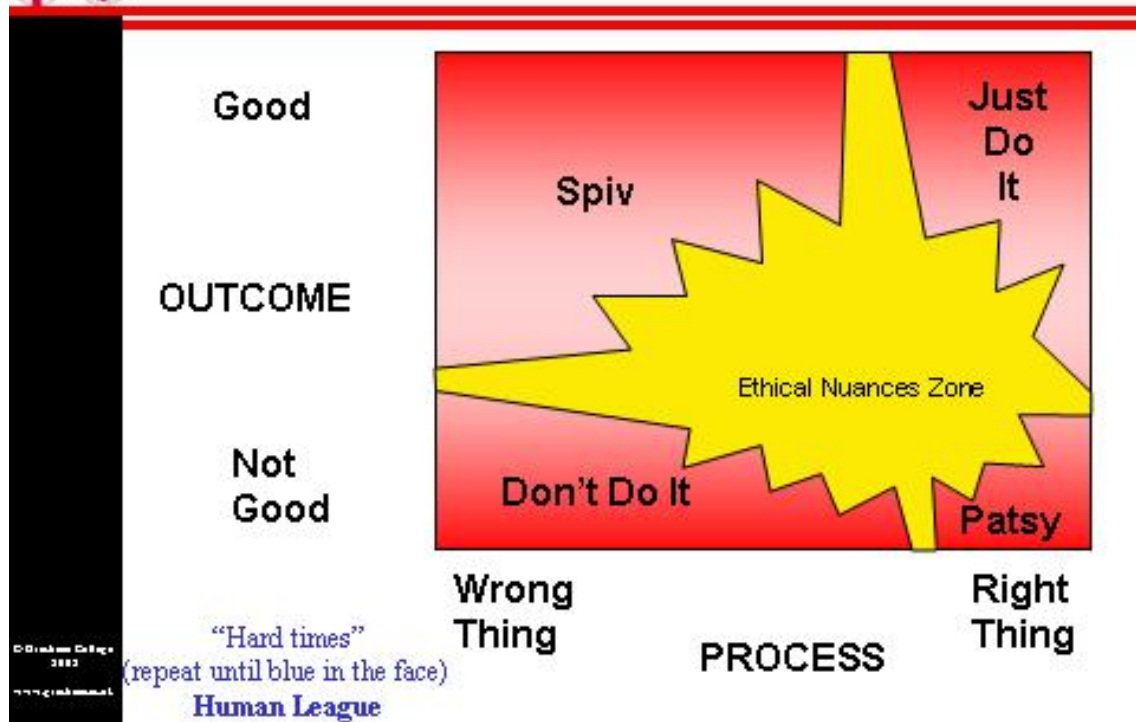 Good
Just
Do
It
Spiv
OUTCOME
Ethical Nuances Zone
Not
Good
Don't Do It
Patsy
Wrong
Thing
Right
Thing
PROCESS
“Hard times”
(repeat until blue in the face)
Human League